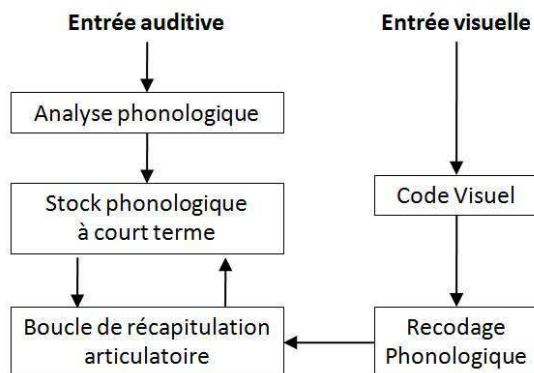 Entrée auditive
Entrée visuelle
Analyse phonologique
Stock phonologique
à court terme
Code Visuel
Boucle de récapitulation
articulatoire
Recodage
Phonologique